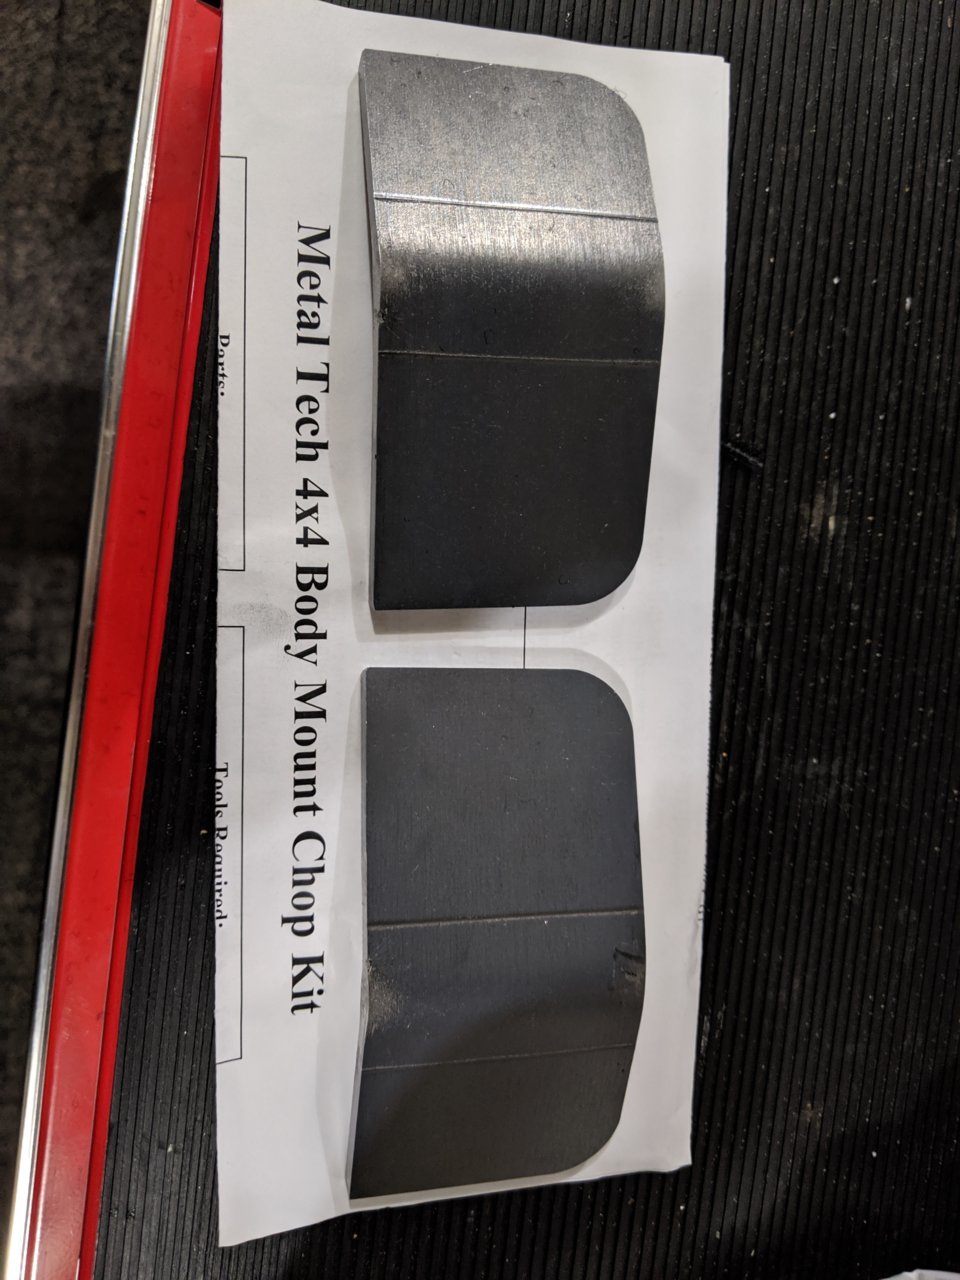 Metal Tech 4x4 Body Mount Chop Kit
Parts:
Tools Required: